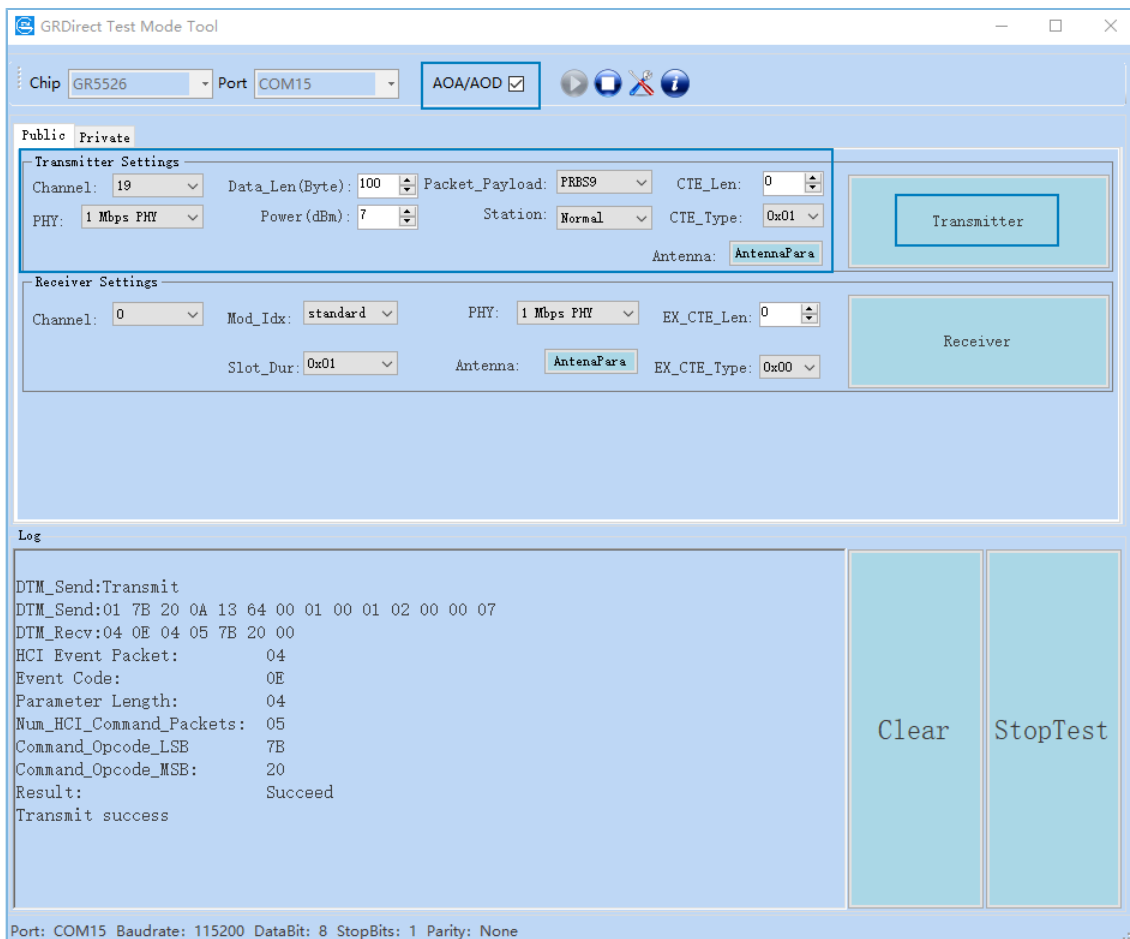 GRDirect Test Mode Tool
Chip GR5526 Port COM15 AOA/AOD
Public Private
Transmitter Settings
Channel: 19 Data_Len(Byte): 100 Packet_Payload: PRBS9 CTE_Len: 0
PHY: 1 Mbps PHY Power(dBm): 7 Station: Normal CTE_Type: 0x01
Antenna: AntennaPara
Transmitter
Receiver Settings
Channel: 0 Mod_Idx: standard PHY: 1 Mbps PHY EX_CTE_Len: 0
Slot_Dur: 0x01 Antenna: AntenaPara EX_CTE_Type: 0x00
Receiver
Log
DTM_Send:Transmit
DTM_Send:01 7B 20 0A 13 64 00 01 00 01 02 00 00 07
DTM_Recv:04 0E 04 05 7B 20 00
HCI Event Packet: 04
Event Code: 0E
Parameter Length: 04
Num_HCI_Command_Packets: 05
Command_Opcode_LSB 7B
Command_Opcode_MSB: 20
Result: Succeed
Transmit success
Clear StopTest
Port: COM15 Baudrate: 115200 DataBit: 8 StopBits: 1 Parity: None